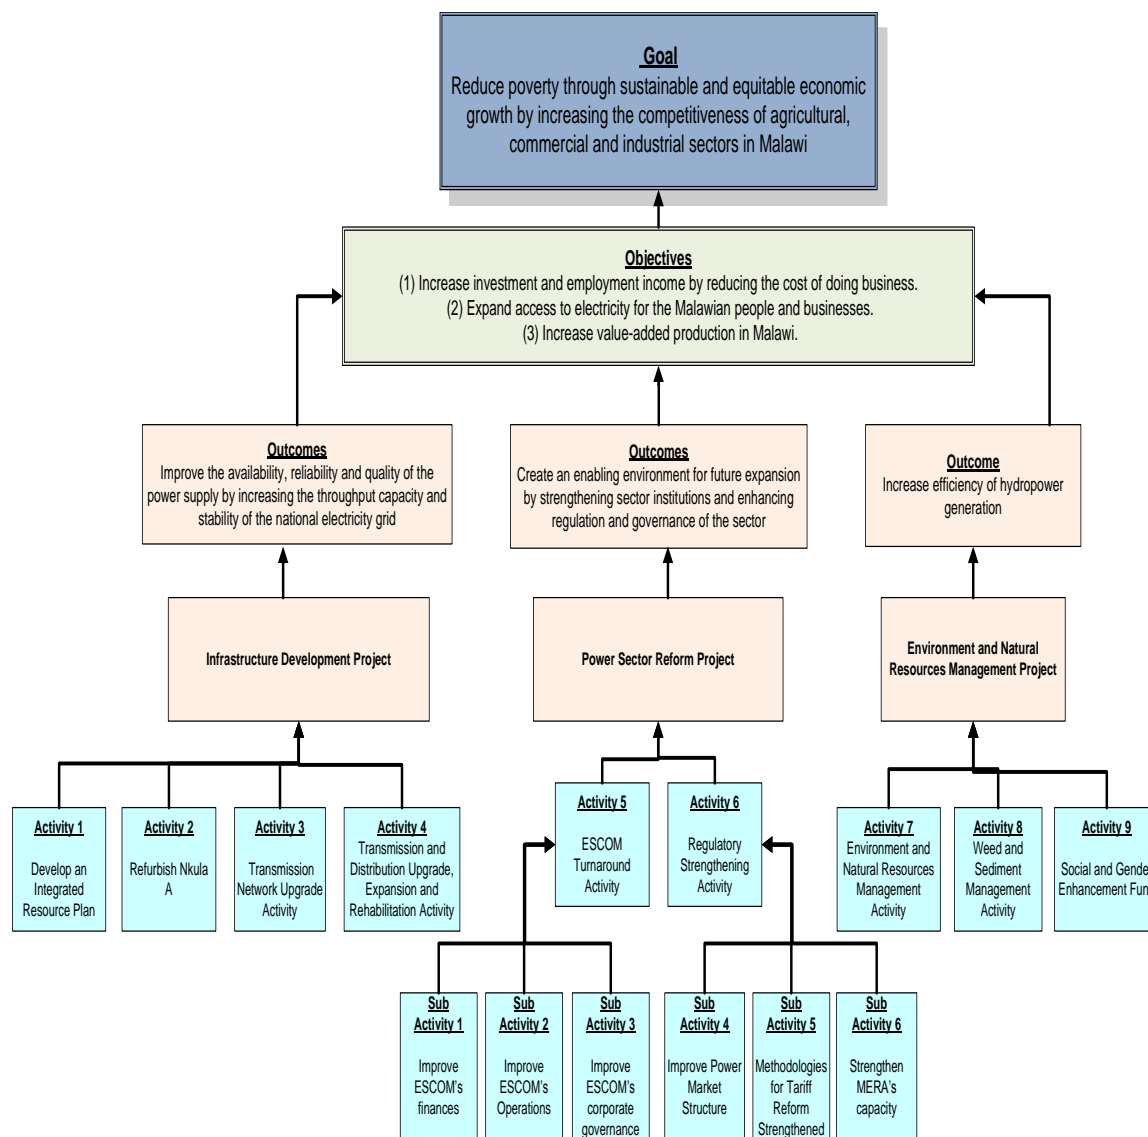 Goal
Reduce poverty through sustainable and equitable economic
growth by increasing the competitiveness of agricultural,
commercial and industrial sectors in Malawi
Objectives
(1) Increase investment and employment income by reducing the cost of doing business.
(2) Expand access to electricity for the Malawian people and businesses.
(3) Increase value-added production in Malawi.
Outcomes
Improve the availability, reliability and quality of the
power supply by increasing the throughput capacity and
stability of the national electricity grid
Outcomes
Create an enabling environment for future expansion
by strengthening sector institutions and enhancing
regulation and governance of the sector
Outcome
Increase efficiency of hydropower
generation
Infrastructure Development Project
Power Sector Reform Project
Environment and Natural
Resources Management Project
Activity 1
Develop an
Integrated
Resource Plan
Activity 2
Refurbish Nkula
A
Activity 3
Transmission
Network Upgrade
Activity
Activity 4
Transmission and
Distribution Upgrade,
Expansion and
Rehabilitation Activity
Activity 5
ESCOM
Turnaround
Activity
Activity 6
Regulatory
Strengthening
Activity
Activity 7
Environment and
Natural Resources
Management
Activity
Activity 8
Weed and
Sediment
Management
Activity
Activity 9
Social and Gende
Enhancement Fun
Sub
Activity 1
Improve
ESCOM's
finances
Sub
Activity 2
Improve
ESCOM's
Operations
Sub
Activity 3
Improve
ESCOM's
corporate
governance
Sub
Activity 4
Improve Power
Market
Structure
Sub
Activity 5
Methodologies
for Tariff
Reform
Strengthened
Sub
Activity 6
Strengthen
MERA's
capacity